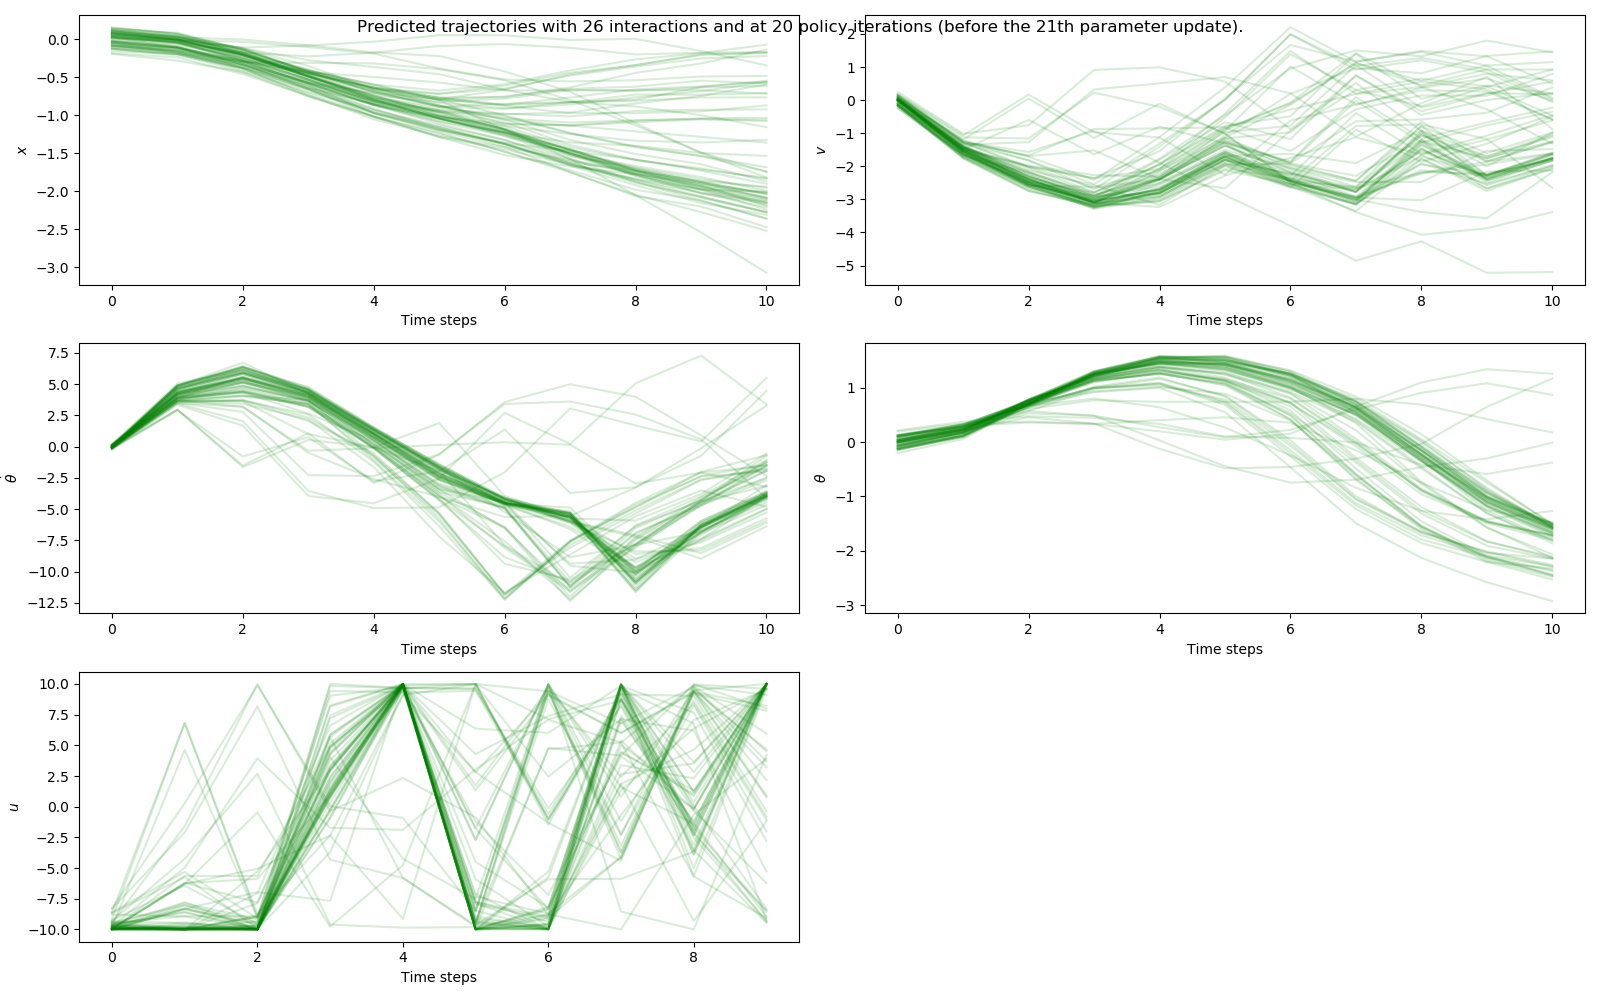 Predicted trajectories with 26 interactions and at 20 policy iterations (before the 21th parameter update).
0.0
−0.5
−1.0
−1.5
−2.0
−2.5
−3.0
x
0 2 4 6 8 10
Time steps
2
1
0
−1
−2
−3
−4
−5
v
0 2 4 6 8 10
Time steps
7.5
5.0
2.5
0.0
−2.5
−5.0
−7.5
−10.0
−12.5
θ̇
0 2 4 6 8 10
Time steps
1
0
−1
−2
−3
θ
0 2 4 6 8 10
Time steps
10.0
7.5
5.0
2.5
0.0
−2.5
−5.0
−7.5
−10.0
u
0 2 4 6 8
Time steps